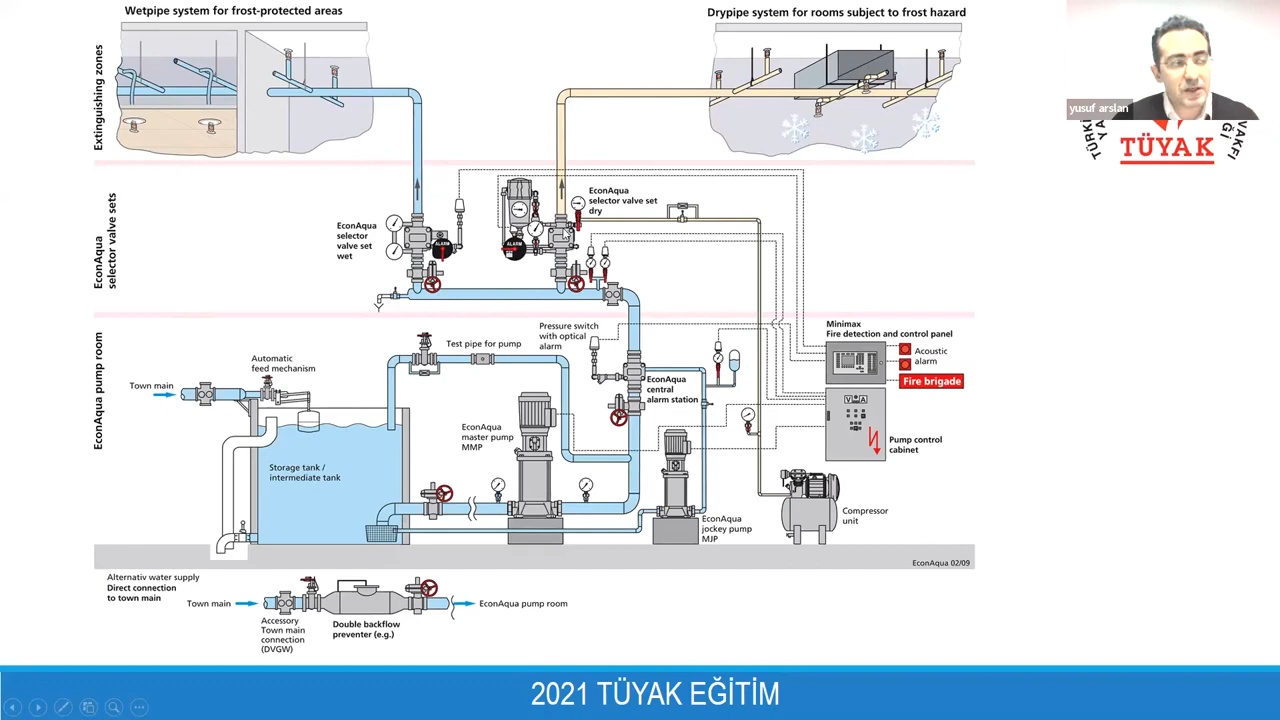 Wetpipe system for frost-protected areas
Drypipe system for rooms subject to frost hazard
yusuf arslan
TÜRKİ
YA
VAKFI
Ğİ
TÜYAK
Extinguishing zones
EconAqua
selector valve sets
EconAqua
selector
valve set
wet
ALARM
ALARM
EconAqua
selector valve set
dry
EconAqua pump room
Pressure switch
with optical
alarm
Test pipe for pump
Automatic
feed mechanism
Town main
Storage tank /
intermediate tank
EconAqua
master pump
MMP
EconAqua
central
alarm station
EconAqua
jockey pump
MJP
Minimax
Fire detection and control panel
Acoustic
alarm
Fire brigade
V A
Pump control
cabinet
Compressor
unit
EconAqua 02/09
Alternativ water supply
Direct connection
to town main
Town main
EconAqua pump room
Accessory
Town main
connection
(DVGW)
Double backflow
preventer (e.g.)
2021 TÜYAK EĞİTİM